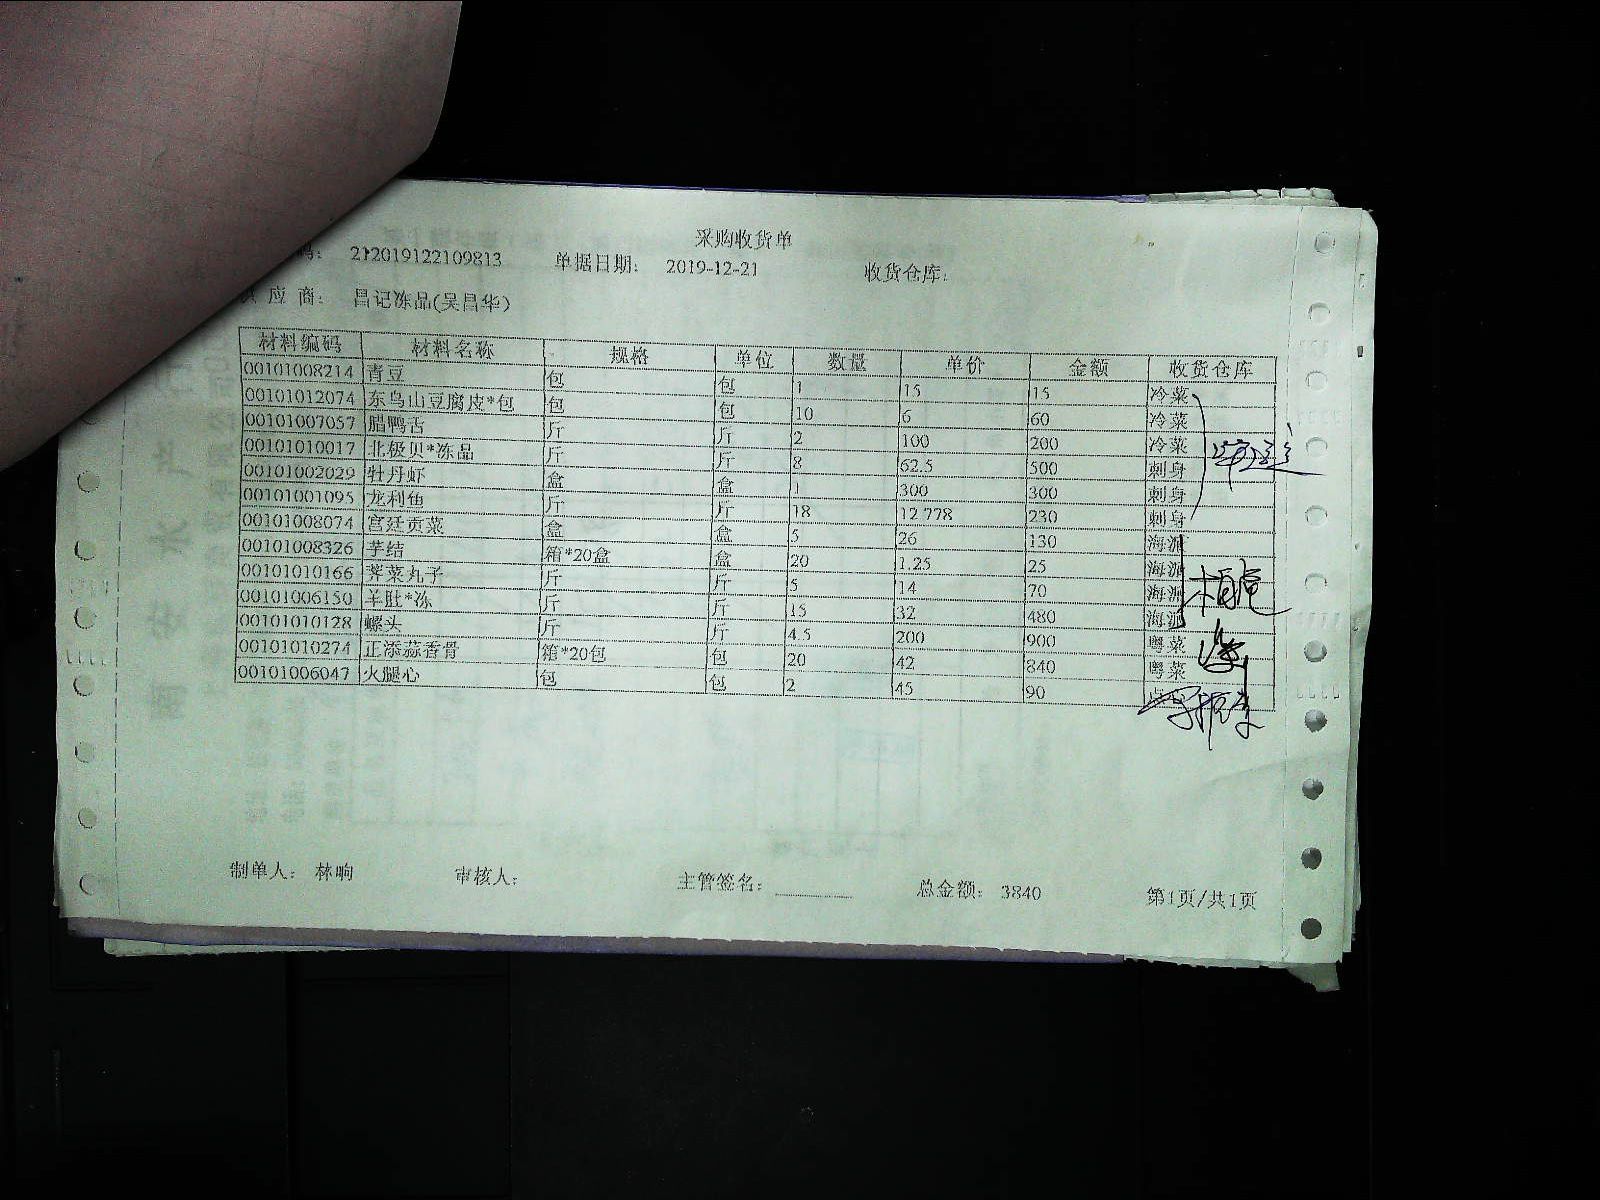 采购收货单
码： 212019122109813 单据日期： 2019-12-21 收货仓库：
供 应 商： 昌记冻品(吴昌华)
材料编码 材料名称 规格 单位 数量 单价 金额 收货仓库
00101008214 青豆 包 包 1 15 15 冷菜
00101012074 东乌山豆腐皮*包 包 包 10 6 60 冷菜
00101007057 腊鸭舌 斤 斤 2 100 200 冷菜
00101010017 北极贝*冻品 斤 斤 8 62.5 500 刺身
00101002029 牡丹虾 盒 盒 1 300 300 刺身
00101001095 龙利鱼 斤 斤 18 12.778 230 刺身
00101008074 宫廷贡菜 盒 盒 5 26 130 海派
00101008326 芋结 箱*20盒 盒 20 1.25 25 海派
00101010166 荠菜丸子 斤 斤 5 14 70 海派
00101006150 羊肚*冻 斤 斤 15 32 480 海派
00101010128 螺头 斤 斤 4.5 200 900 粤菜
00101010274 正添蒜香骨 箱*20包 包 20 42 840 粤菜
00101006047 火腿心 包 包 2 45 90
制单人： 林响 审核人： 主管签名： 总金额： 3840 第1页/共1页